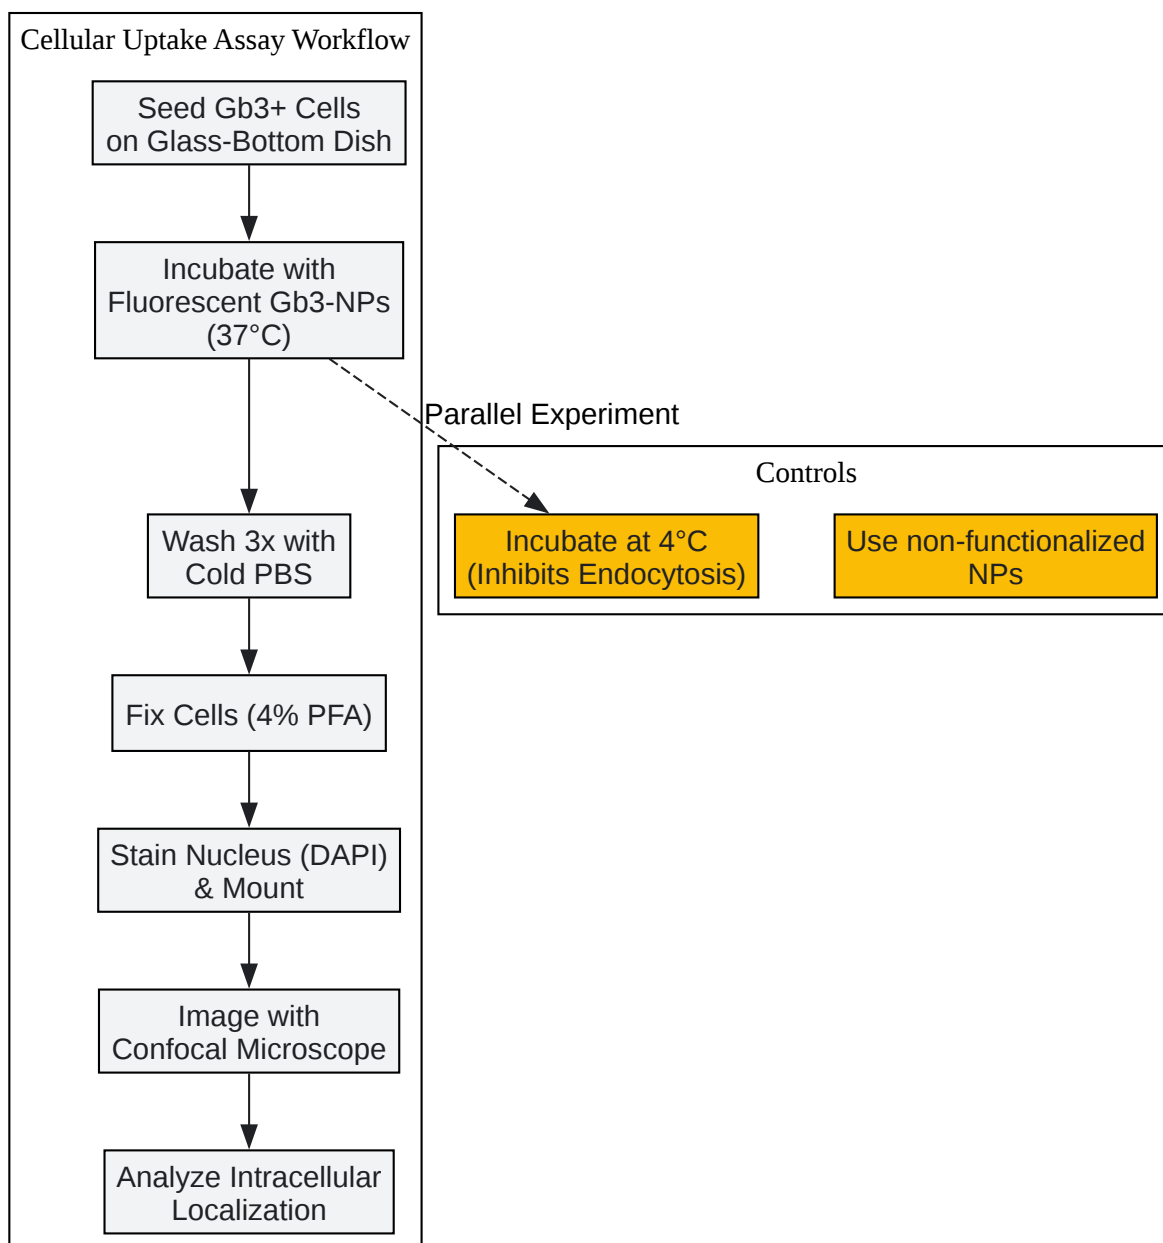 Cellular Uptake Assay Workflow
Seed Gb3+ Cells
on Glass-Bottom Dish
Incubate with
Fluorescent Gb3-NPs
(37°C)
Parallel Experiment
Controls
Incubate at 4°C
(Inhibits Endocytosis)
Use non-functionalized
NPs
Wash 3x with
Cold PBS
Fix Cells (4% PFA)
Stain Nucleus (DAPI)
& Mount
Image with
Confocal Microscope
Analyze Intracellular
Localization